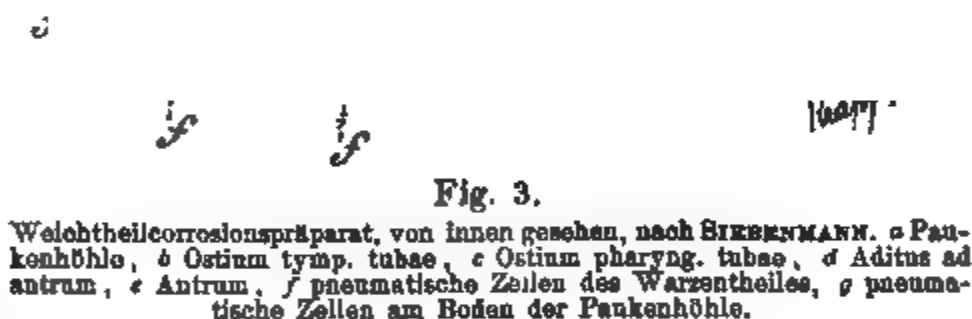 f f
Fig. 3.
Weichtheilcorrosionspräparat, von innen gesehen, nach SIEBENMANN. a Pau-
kenhöhle, b Ostium tymp. tubae, c Ostium pharyng. tubae, d Aditus ad
antrum, e Antrum, f pneumatische Zellen des Warzentheiles, g pneuma-
tische Zellen am Boden der Paukenhöhle.